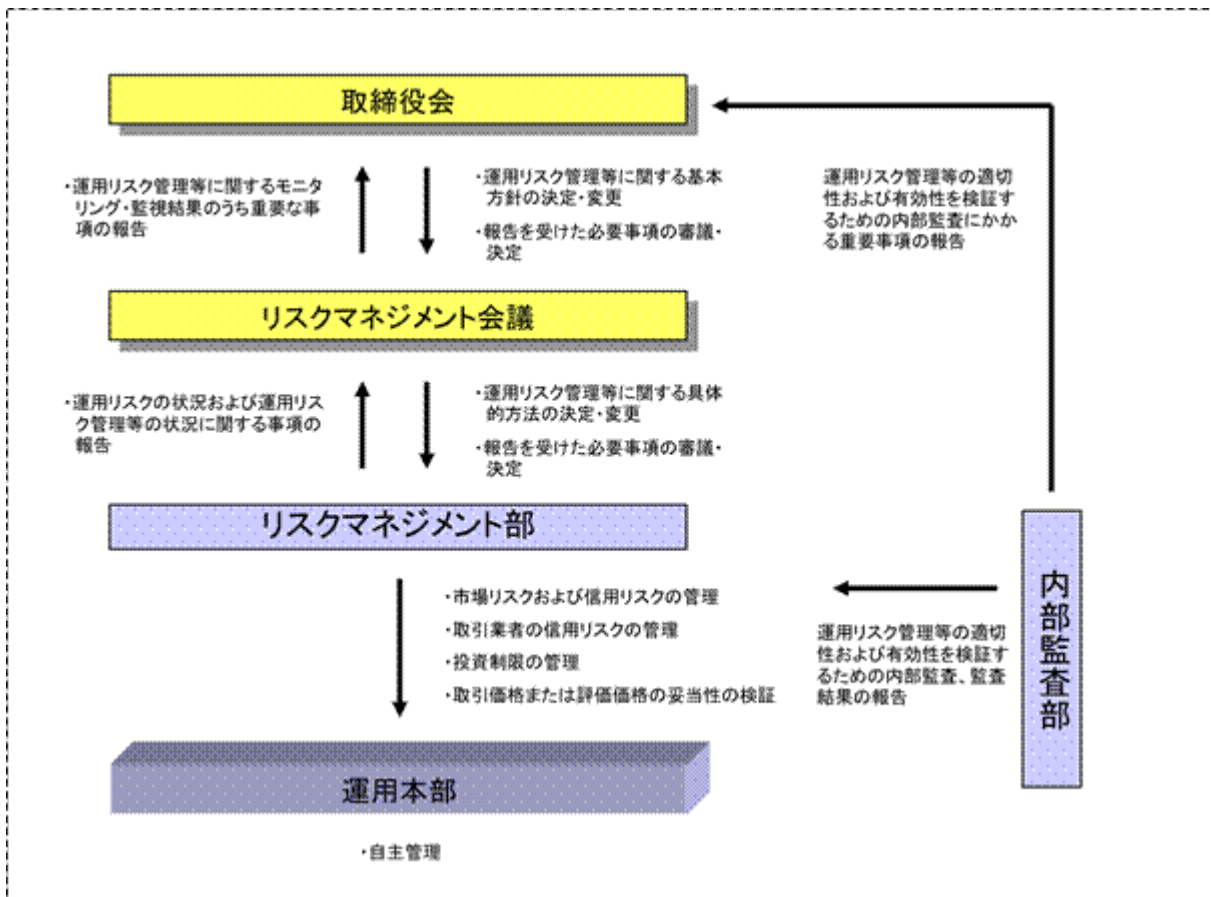 取締役会
・運用リスク管理等に関するモニ
タリング・監視結果のうち重要な事
項の報告
・運用リスク管理等に関する基本
方針の決定・変更
・報告を受けた必要事項の審議・
決定
運用リスク管理等の適切
性および有効性を検証す
るための内部監査にかか
る重要事項の報告
リスクマネジメント会議
・運用リスクの状況および運用リス
ク管理等の状況に関する事項の
報告
・運用リスク管理等に関する具体
的方法の決定・変更
・報告を受けた必要事項の審議・
決定
リスクマネジメント部
・市場リスクおよび信用リスクの管理
・取引業者の信用リスクの管理
・投資制限の管理
・取引価格または評価価格の妥当性の検証
運用リスク管理等の適切
性および有効性を検証す
るための内部監査、監査
結果の報告
内部監査部
運用本部
・自主管理